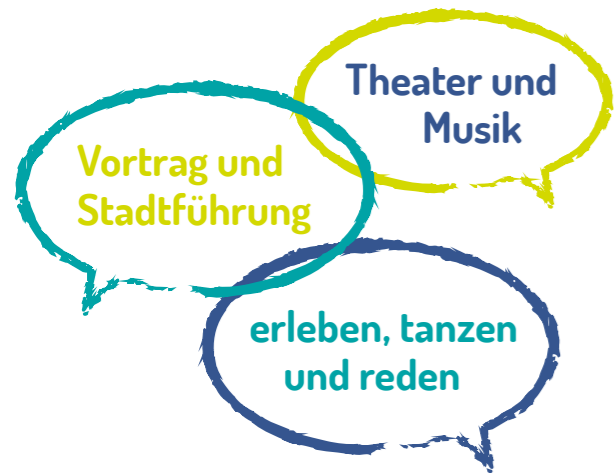 Theater und
Musik
Vortrag und
Stadtführung
erleben, tanzen
und reden